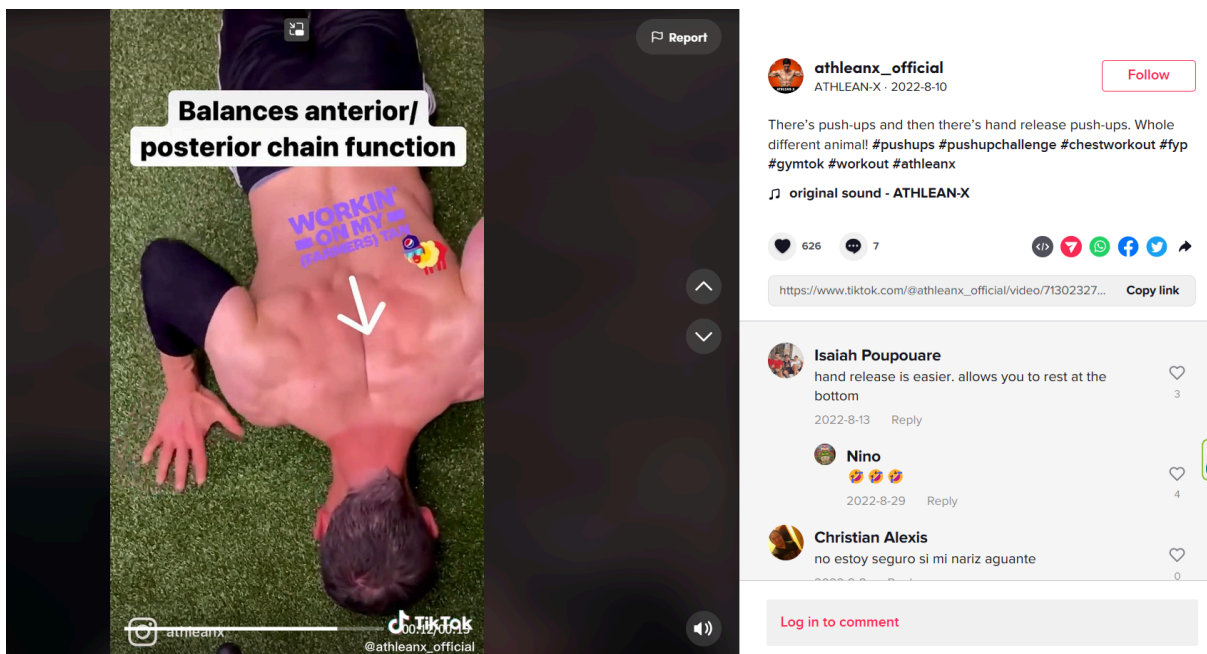 Report
Balances anterior/
posterior chain function
WORKIN'
ON MY
(FARMERS) TAN
athleanx
TikTok
00:12/00:15
@athleanx_official
athleanx_official
ATHLEAN-X · 2022-8-10
Follow
There's push-ups and then there's hand release push-ups. Whole
different animal! #pushups #pushupchallenge #chestworkout #fyp
#gymtok #workout #athleanx
original sound - ATHLEAN-X
626
7
https://www.tiktok.com/@athleanx_official/video/71302327...
Copy link
Isaiah Poupouare
hand release is easier. allows you to rest at the
bottom
3
2022-8-13 Reply
Nino
🤣🤣🤣
4
2022-8-29 Reply
Christian Alexis
no estoy seguro si mi nariz aguante
0
Log in to comment